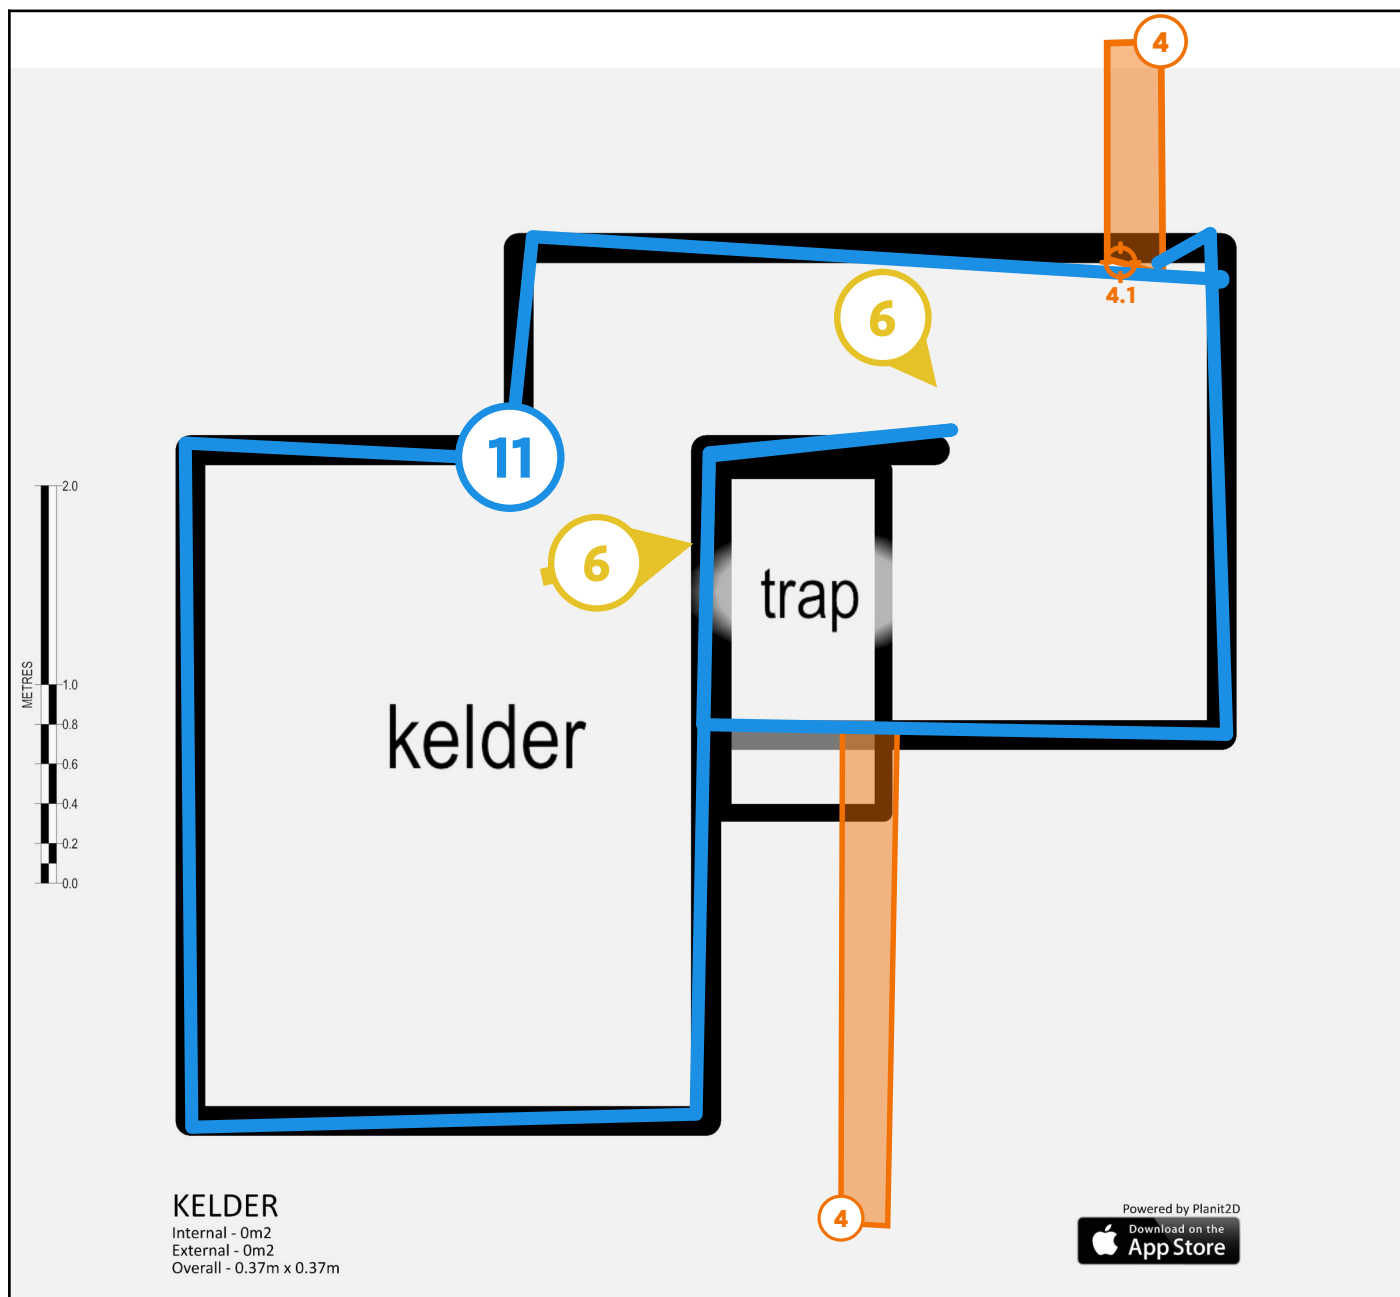 4
4.1
6
11
6
trap
kelder
2.0
1.0
0.8
0.6
0.4
0.2
0.0
METRES
4
KELDER
Internal - 0m2
External - 0m2
Overall - 0.37m x 0.37m
Powered by Planit2D
Download on the
App Store